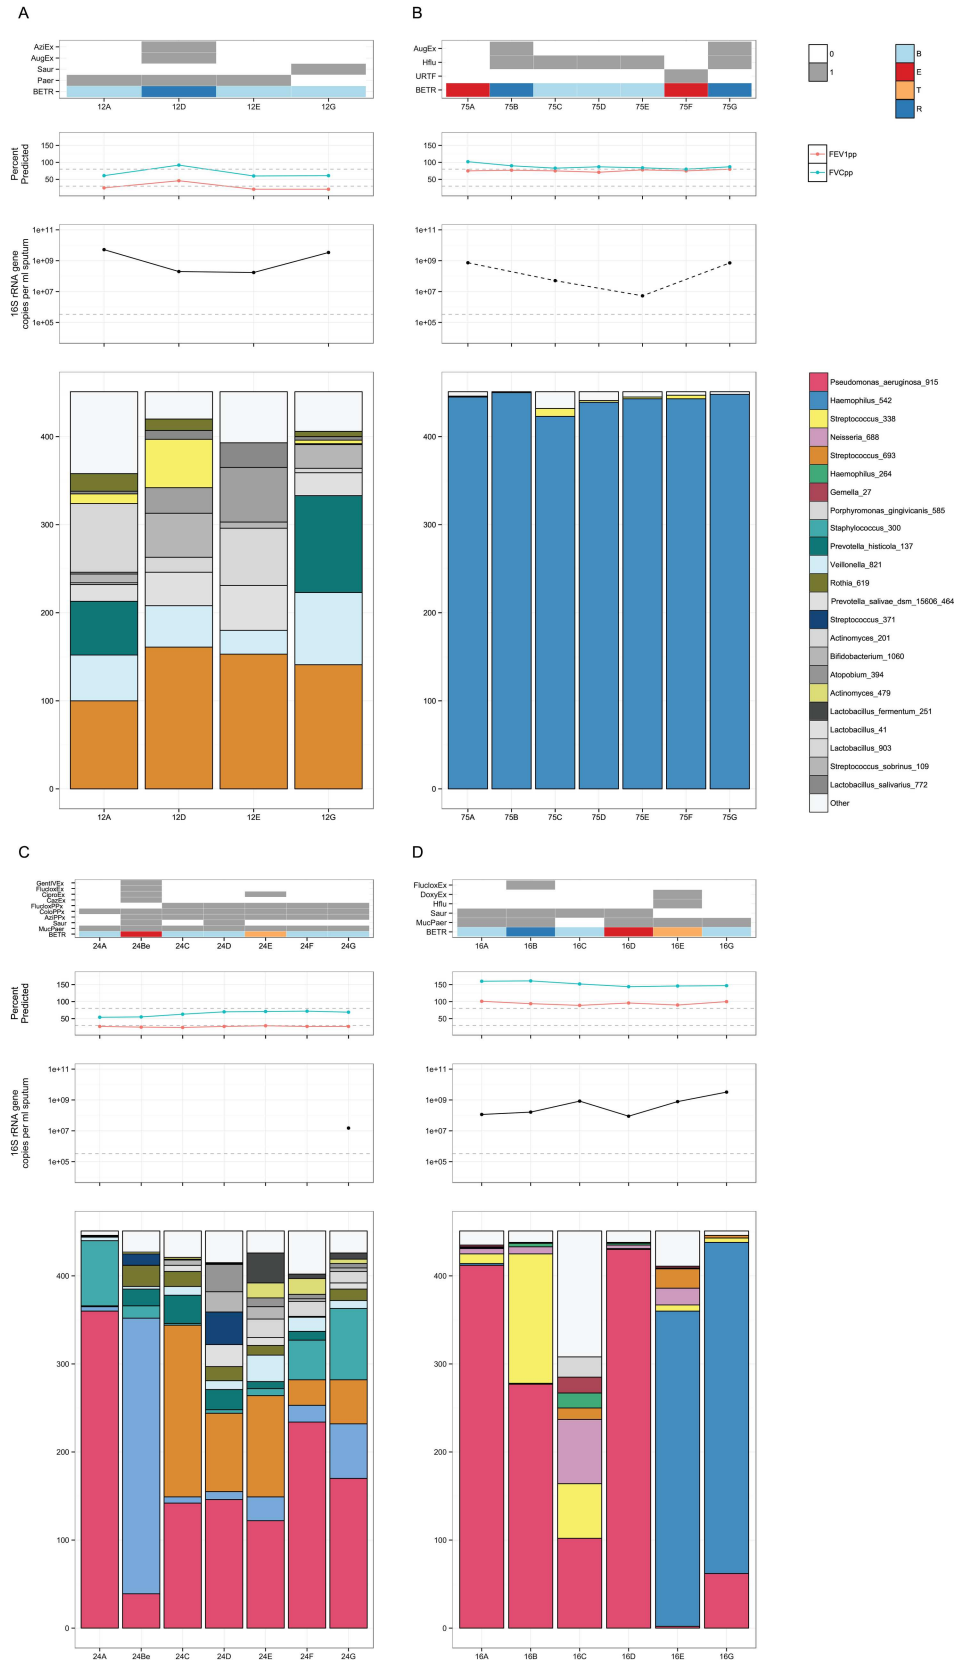 A
B
AziEx
AugEx
Saur
Paer
BETR
12A 12D 12E 12G
AugEx
Hflu
URTF
BETR
75A 75B 75C 75D 75E 75F 75G
0
1
B
E
T
R
Percent
Predicted
150
100
50
150
100
50
FEV1pp
FVCpp
16S rRNA gene
copies per ml sputum
1e+11
1e+09
1e+07
1e+05
1e+11
1e+09
1e+07
1e+05
400
300
200
100
0
12A 12D 12E 12G
400
300
200
100
0
75A 75B 75C 75D 75E 75F 75G
Pseudomonas_aeruginosa_915
Haemophilus_542
Streptococcus_338
Neisseria_688
Streptococcus_693
Haemophilus_264
Gemella_27
Porphyromonas_gingivicanis_585
Staphylococcus_300
Prevotella_histicola_137
Veillonella_821
Rothia_619
Prevotella_salivae_dsm_15606_464
Streptococcus_371
Actinomyces_201
Bifidobacterium_1060
Atopobium_394
Actinomyces_479
Lactobacillus_fermentum_251
Lactobacillus_41
Lactobacillus_903
Streptococcus_sobrinus_109
Lactobacillus_salivarius_772
Other
C
D
GentIVEx
FlucloxEx
CiproEx
CazEx
FlucloxPPx
ColoPPx
AziPPx
Saur
MucPaer
BETR
24A 24Be 24C 24D 24E 24F 24G
FlucloxEx
DoxyEx
Hflu
Saur
MucPaer
BETR
16A 16B 16C 16D 16E 16G
Percent
Predicted
150
100
50
150
100
50
16S rRNA gene
copies per ml sputum
1e+11
1e+09
1e+07
1e+05
1e+11
1e+09
1e+07
1e+05
400
300
200
100
0
24A 24Be 24C 24D 24E 24F 24G
400
300
200
100
0
16A 16B 16C 16D 16E 16G